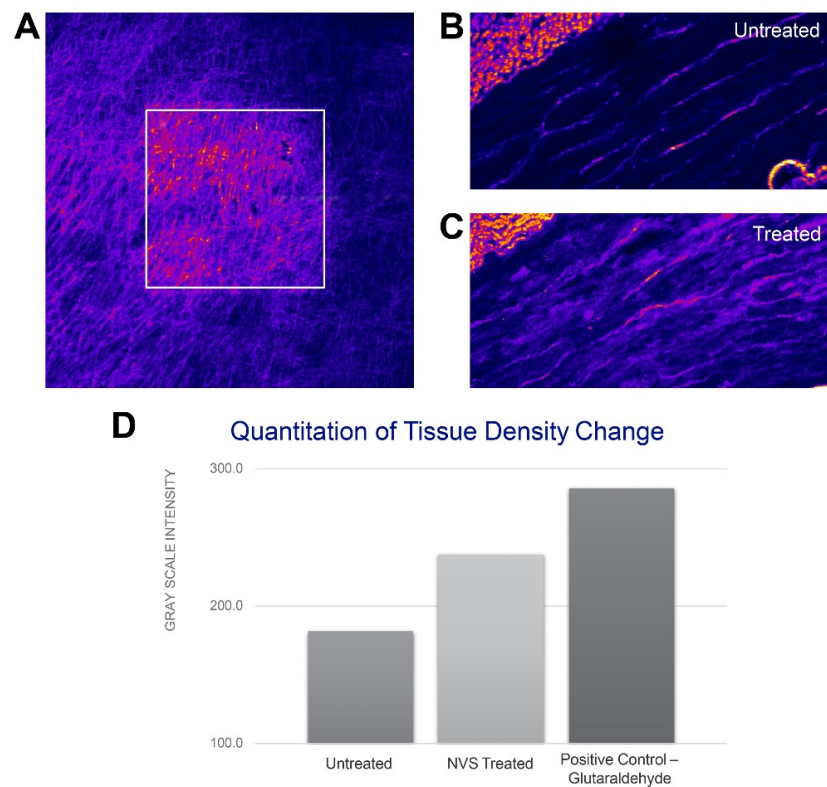 A
B
Untreated
C
Treated
D
Quantitation of Tissue Density Change
GRAY SCALE INTENSITY
300.0
200.0
100.0
Untreated
NVS Treated
Positive Control –
Glutaraldehyde